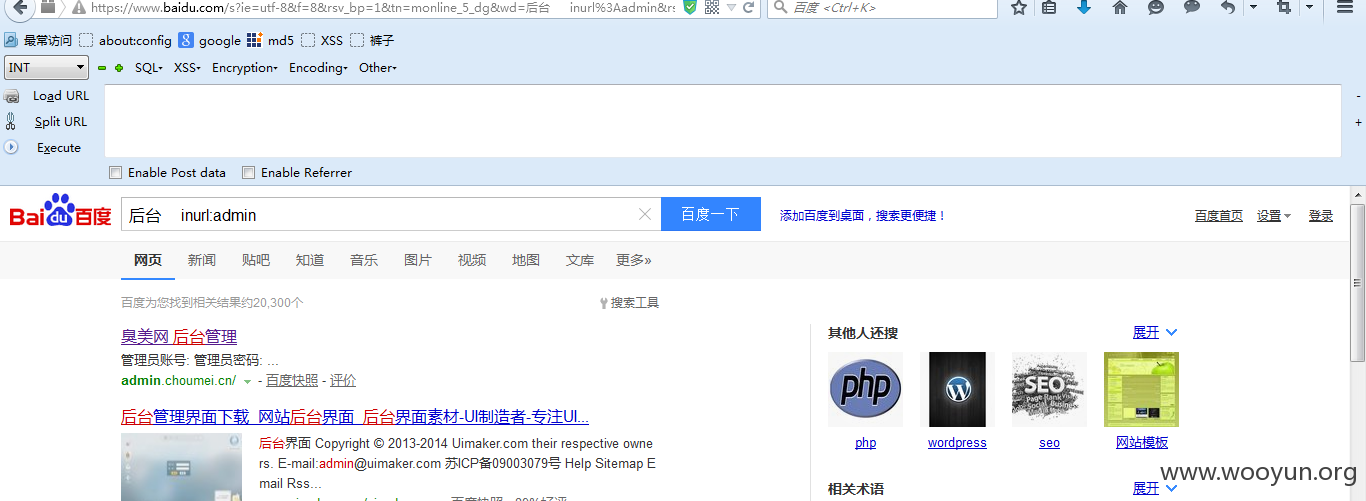 https://www.baidu.com/s?ie=utf-8&f=8&rsv_bp=1&tn=monline_5_dg&wd=后台 inurl%3Aadmin&rs
百度 <Ctrl+K>
最常访问 about:config google md5 XSS 裤子
INT SQL XSS Encryption Encoding Other
Load URL
Split URL
Execute
Enable Post data Enable Referrer
Bai du 百度 后台 inurl:admin 百度一下 添加百度到桌面，搜索更便捷！ 百度首页 设置 登录
网页 新闻 贴吧 知道 音乐 图片 视频 地图 文库 更多»
百度为您找到相关结果约20,300个 搜索工具
臭美网 后台管理
管理员账号: 管理员密码: ...
admin.choumei.cn/ - 百度快照 - 评价
后台管理界面下载_网站后台界面_后台界面素材-UI制造者-专注UI...
后台界面 Copyright © 2013-2014 Uimaker.com their respective owne
rs. E-mail:admin@uimaker.com 苏ICP备09003079号 Help Sitemap E
mail Rss...
其他人还搜 展开
php
php wordpress seo 网站模板
相关术语 展开
www.wooyun.org